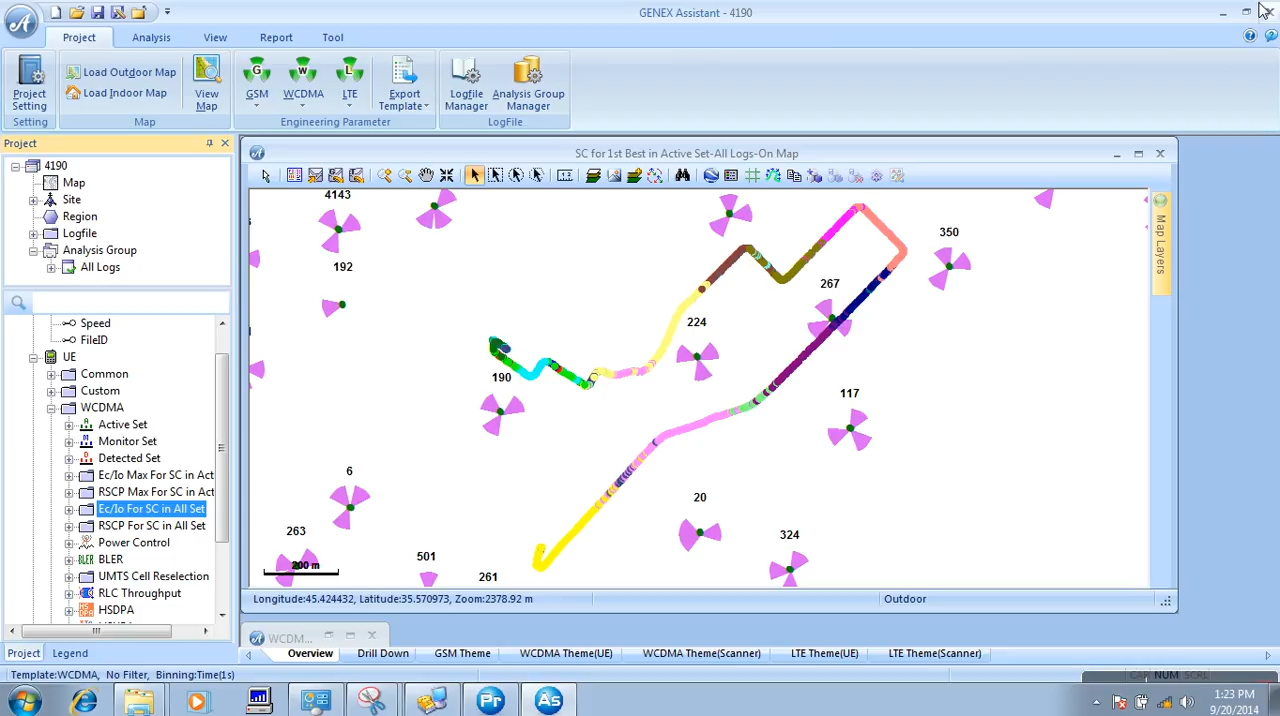 GENEX Assistant - 4190
Project
Analysis
View
Report
Tool
Project Setting
Load Outdoor Map
Load Indoor Map
View Map
GSM
WCDMA
LTE
Export Template
Logfile Manager
Analysis Group Manager
Setting
Map
Engineering Parameter
LogFile
Project
4190
Map
Site
Region
Logfile
Analysis Group
All Logs
Speed
FileID
UE
Common
Custom
WCDMA
Active Set
Monitor Set
Detected Set
Ec/Io Max For SC in Act
RSCP Max For SC in Act
Ec/Io For SC in All Set
RSCP For SC in All Set
Power Control
BLER
UMTS Cell Reselection
RLC Throughput
HSDPA
Project
Legend
SC for 1st Best in Active Set-All Logs-On Map
Map Layers
4143
192
350
267
224
190
117
6
20
263
324
501
261
200 m
Longitude:45.424432, Latitude:35.570973, Zoom:2378.92 m
Outdoor
WCDM...
Overview
Drill Down
GSM Theme
WCDMA Theme(UE)
WCDMA Theme(Scanner)
LTE Theme(UE)
LTE Theme(Scanner)
Template:WCDMA, No Filter, Binning:Time(1s)
CAP NUM SCRL
Pr
As
1:23 PM
9/20/2014